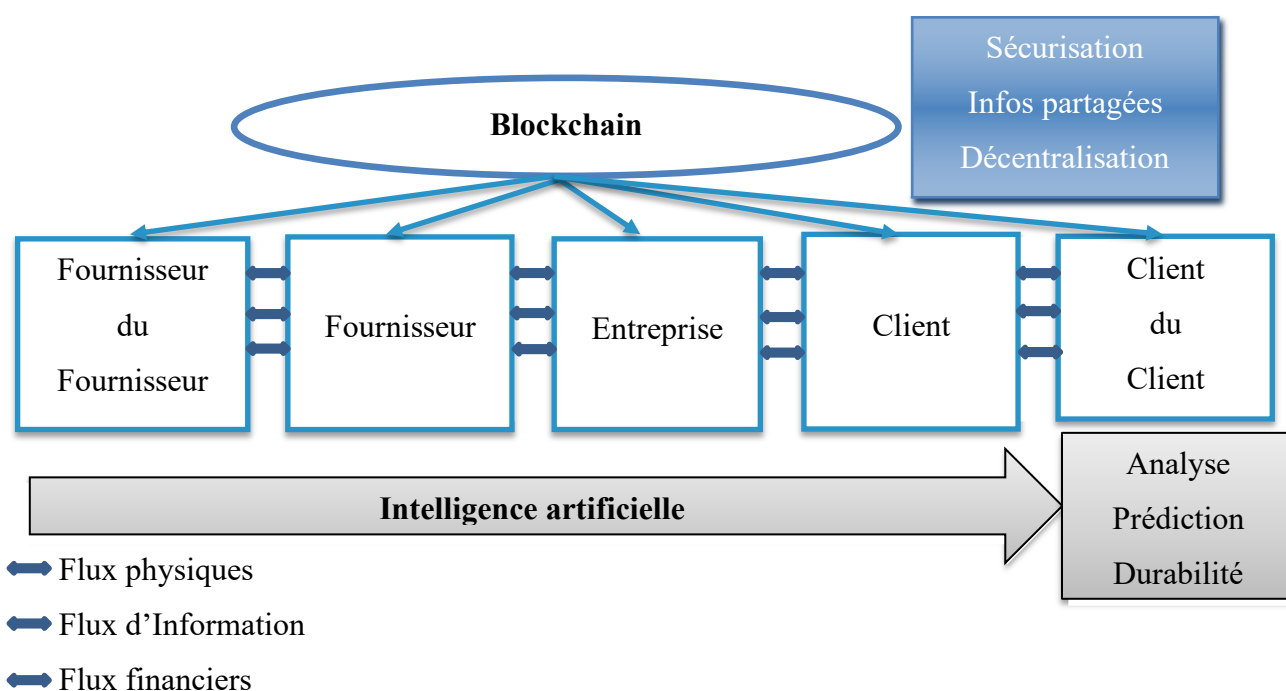 Sécurisation
Infos partagées
Décentralisation
Blockchain
Fournisseur
du
Fournisseur
Fournisseur
Entreprise
Client
Client
du
Client
Intelligence artificielle
Analyse
Prédiction
Durabilité
Flux physiques
Flux d’Information
Flux financiers